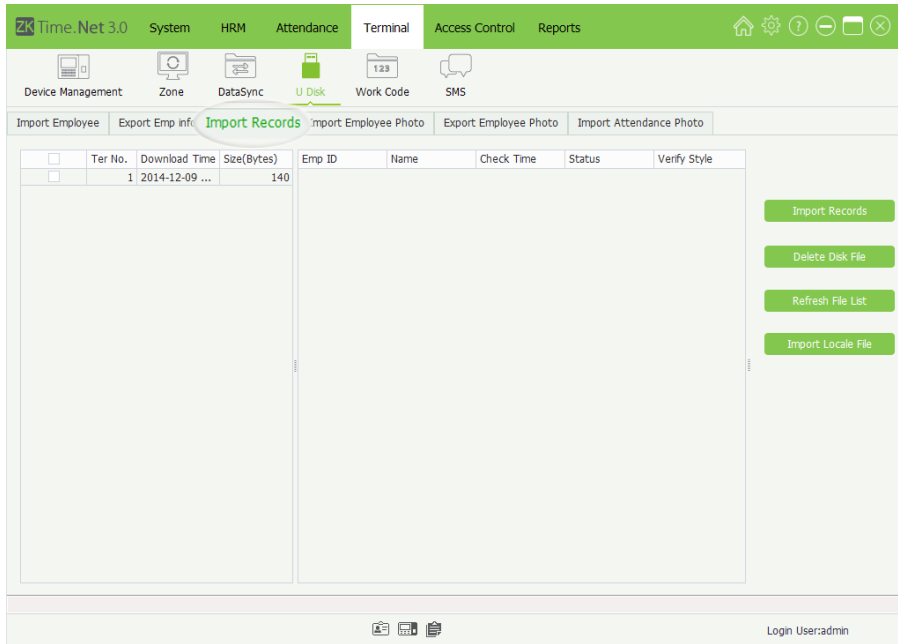 ZK Time.Net 3.0 System HRM Attendance Terminal Access Control Reports
Device Management Zone DataSync U Disk 123 Work Code SMS
Import Employee Export Emp info Import Records Import Employee Photo Export Employee Photo Import Attendance Photo
Ter No. Download Time Size(Bytes) Emp ID Name Check Time Status Verify Style
1 2014-12-09 ... 140
Import Records
Delete Disk File
Refresh File List
Import Locale File
Login User:admin